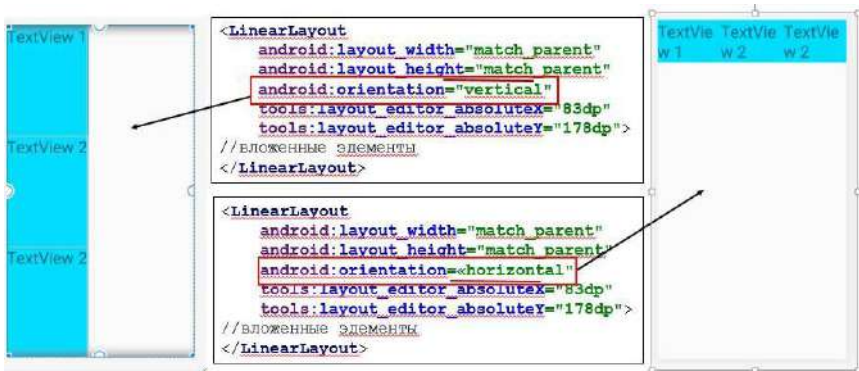 TextView 1
TextView 2
TextView 2
<LinearLayout
android:layout_width="match_parent"
android:layout_height="match_parent"
android:orientation="vertical"
tools:layout_editor_absoluteX="83dp"
tools:layout_editor_absoluteY="178dp">
//вложенные элементы
</LinearLayout>
<LinearLayout
android:layout_width="match_parent"
android:layout_height="match_parent"
android:orientation=«horizontal"
tools:layout_editor_absoluteX="83dp"
tools:layout_editor_absoluteY="178dp">
//вложенные элементы
</LinearLayout>
TextVie TextVie TextVie
w 1 w 2 w 2